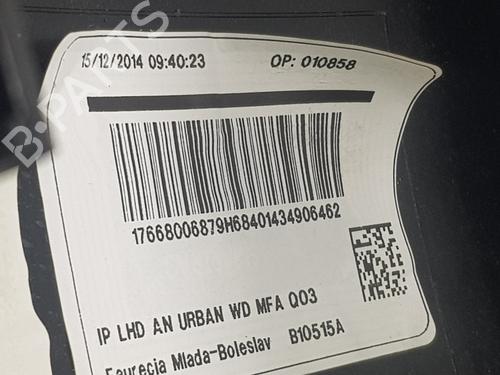 15/12/2014 09:40:23 OP: 010858
17668006879H68401434906462
IP LHD AN URBAN WD MFA Q03
Faurecia Mlada-Boleslav B10515A
B-PARTS